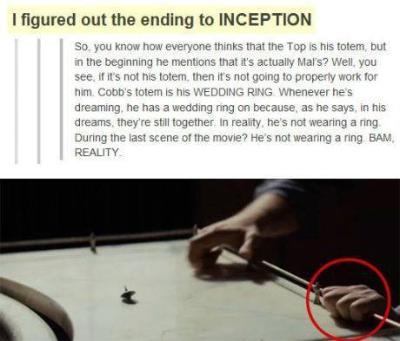 I figured out the ending to INCEPTION
So, you know how everyone thinks that the Top is his totem, but
in the beginning he mentions that it's actually Mal's? Well, you
see, if it's not his totem, then it's not going to properly work for
him. Cobb's totem is his WEDDING RING. Whenever he's
dreaming, he has a wedding ring on because, as he says, in his
dreams, they're still together. In reality, he's not wearing a ring.
During the last scene of the movie? He's not wearing a ring. BAM,
REALITY.